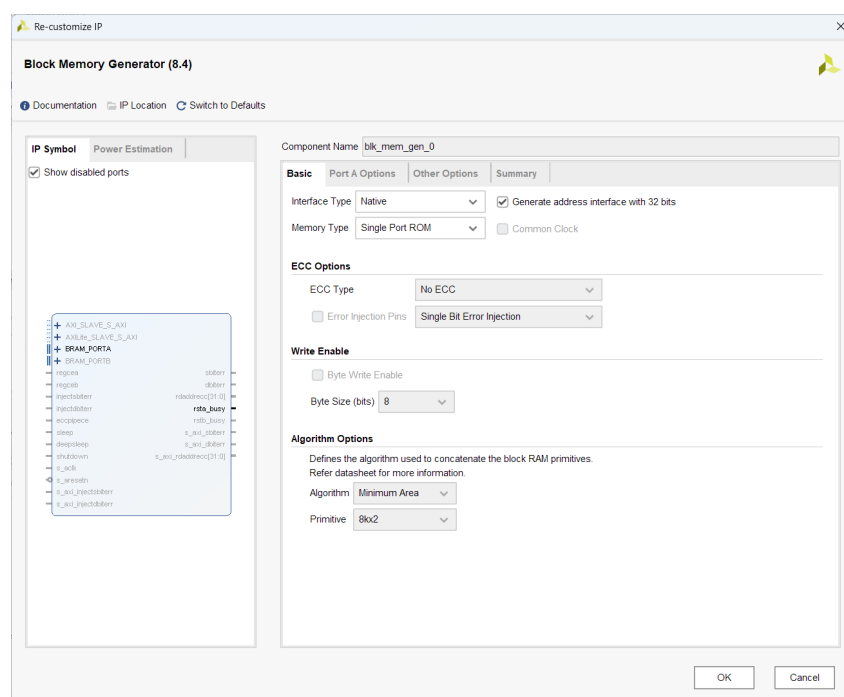 Re-customize IP
Block Memory Generator (8.4)
Documentation IP Location Switch to Defaults
IP Symbol Power Estimation
Show disabled ports
AXI_SLAVE_S_AXI
AXILite_SLAVE_S_AXI
BRAM_PORTA
BRAM_PORTB
regcea sbiterr
regceb dbiterr
injectsbiterr rdaddrecc[31:0]
injectdbiterr rsta_busy
eccpipece rstb_busy
sleep s_axi_sbiterr
deepsleep s_axi_dbiterr
shutdown s_axi_rdaddrecc[31:0]
s_aclk
s_aresetn
s_axi_injectsbiterr
s_axi_injectdbiterr
Component Name blk_mem_gen_0
Basic Port A Options Other Options Summary
Interface Type Native Generate address interface with 32 bits
Memory Type Single Port ROM Common Clock
ECC Options
ECC Type No ECC
Error Injection Pins Single Bit Error Injection
Write Enable
Byte Write Enable
Byte Size (bits) 8
Algorithm Options
Defines the algorithm used to concatenate the block RAM primitives.
Refer datasheet for more information.
Algorithm Minimum Area
Primitive 8kx2
OK Cancel